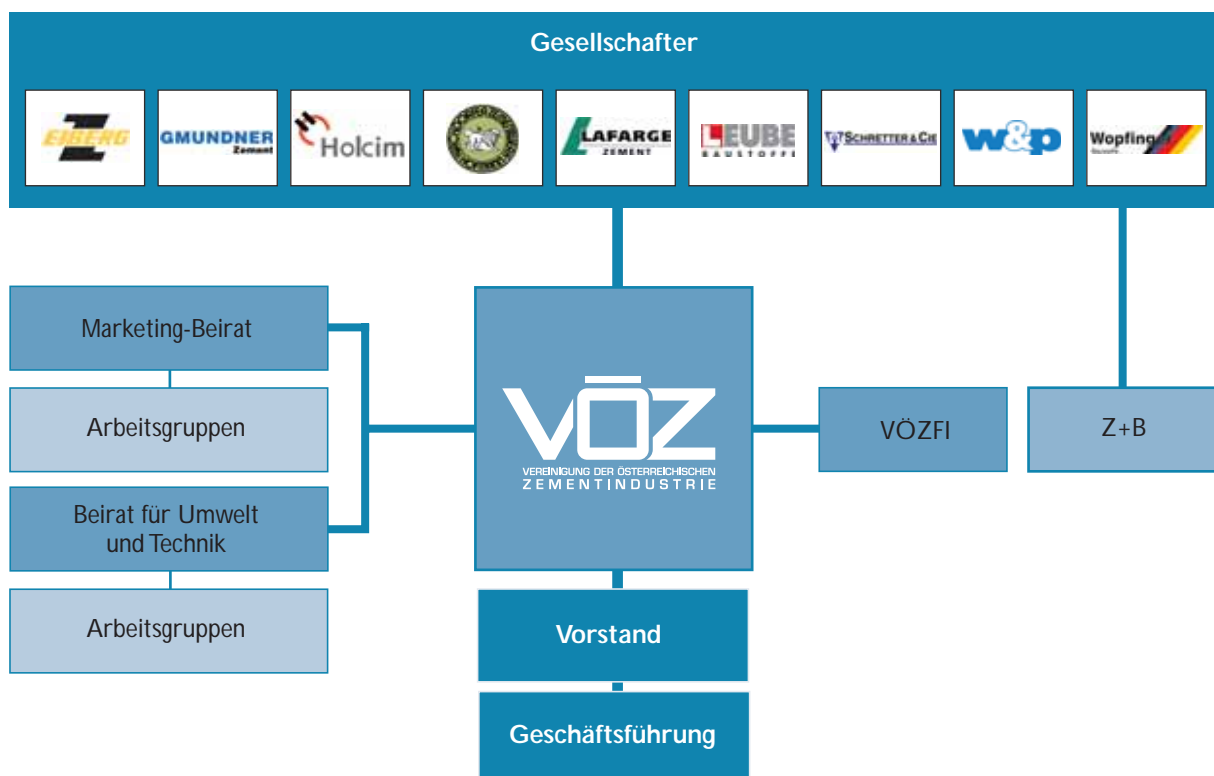 Gesellschafter
EIBERG
GMUNDNER
Zement
Holcim
LAFARGE
ZEMENT
LEUBE
BAUSTOFFE
SCHRETTER & CIE
w&p
Wopfing
Marketing-Beirat
Arbeitsgruppen
Beirat für Umwelt
und Technik
Arbeitsgruppen
VÖZ
VEREINIGUNG DER ÖSTERREICHISCHEN
ZEMENTINDUSTRIE
VÖZFI
Z+B
Vorstand
Geschäftsführung